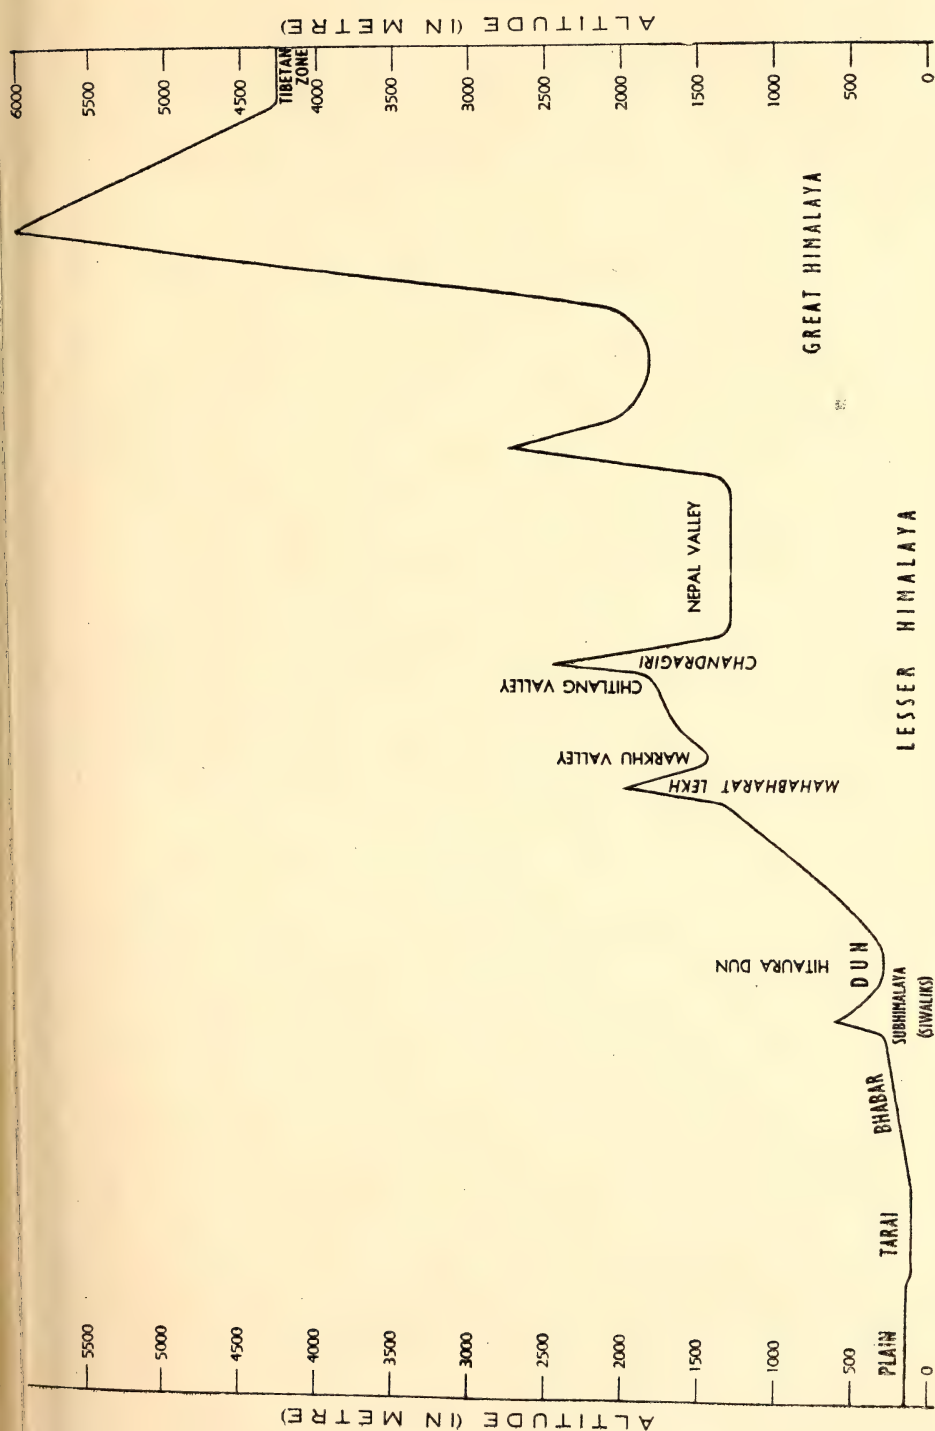 ALTITUDE (IN METRE)
5500
5000
4500
4000
3500
3000
2500
2000
1500
1000
500
0
PLAIN
TARAI
BHABAR
SUBHIMALAYA
(SIWALIKS)
DUN
HITAURA DUN
MAHABHARAT LEKH
MARKHU VALLEY
CHITLANG VALLEY
CHANDRAGIRI
NEPAL VALLEY
LESSER HIMALAYA
GREAT HIMALAYA
TIBETAN
ZONE
6000
5500
5000
4500
4000
3500
3000
2500
2000
1500
1000
500
0
ALTITUDE (IN METRE)